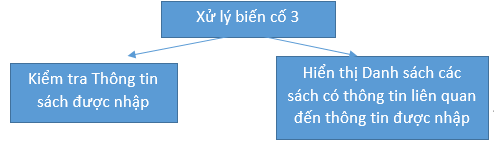 Xử lý biến cố 3
Kiểm tra Thông tin
sách được nhập
Hiển thị Danh sách các
sách có thông tin liên quan
đến thông tin được nhập